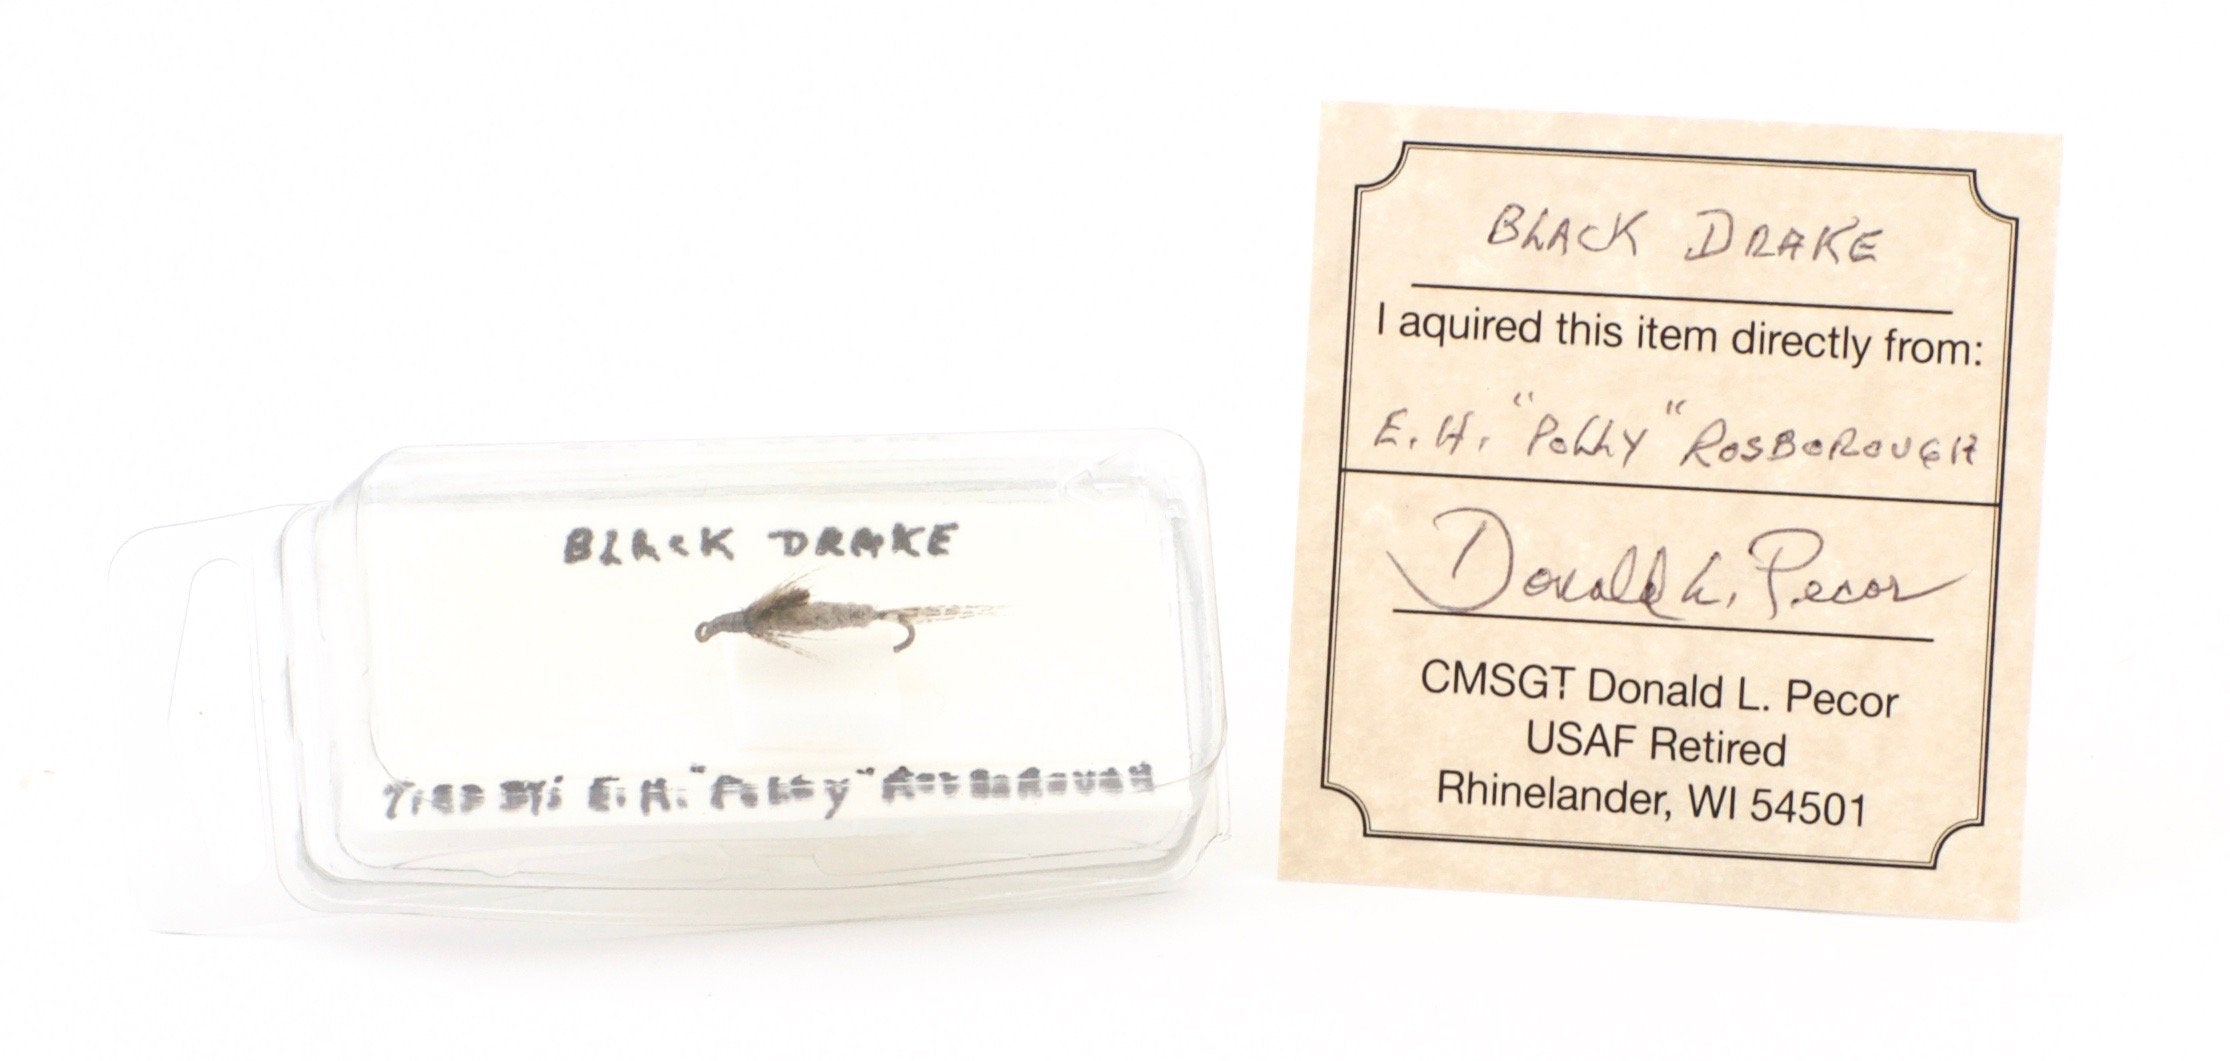 BLACK DRAKE
TIED BY: E. H. "POLLY" ROSBOROUGH
BLACK DRAKE
I aquired this item directly from:
E. H. "POLLY" ROSBOROUGH
Donald L. Pecor
CMSGT Donald L. Pecor
USAF Retired
Rhinelander, WI 54501